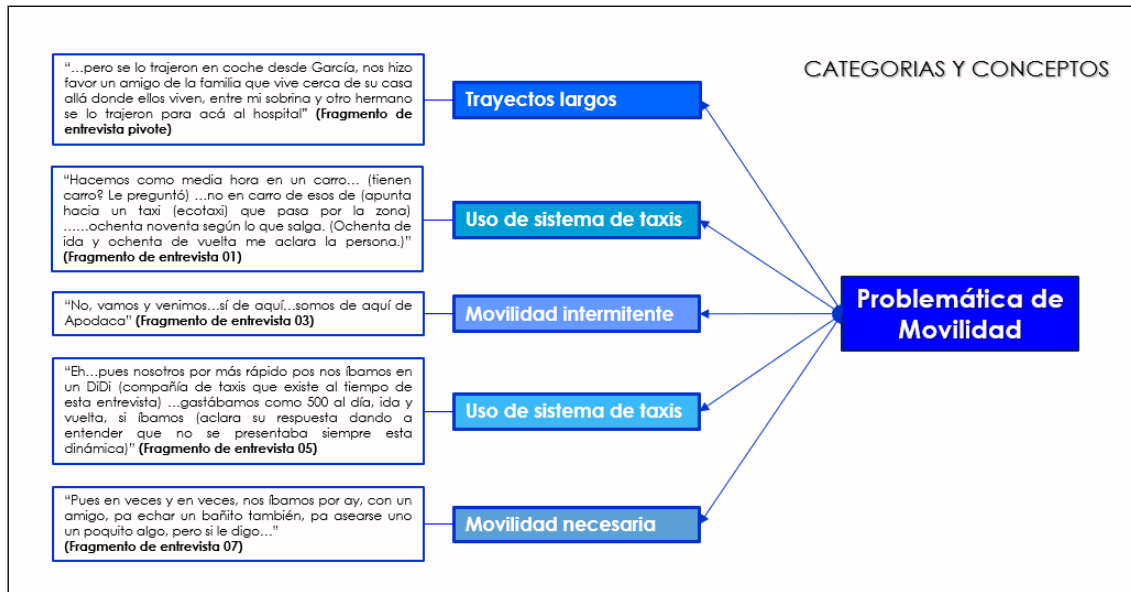 CATEGORIAS Y CONCEPTOS
“…pero se lo trajeron en coche desde García, nos hizo
favor un amigo de la familia que vive cerca de su casa
allá donde ellos viven, entre mi sobrina y otro hermano
se lo trajeron para acá al hospital” (Fragmento de
entrevista pivote)
Trayectos largos
“Hacemos como media hora en un carro… (tienen
carro? Le preguntó) …no en carro de esos de (apunta
hacia un taxi (ecotaxi) que pasa por la zona)
……ochenta noventa según lo que salga. (Ochenta de
ida y ochenta de vuelta me aclara la persona.)”
(Fragmento de entrevista 01)
Uso de sistema de taxis
“No, vamos y venimos…sí de aquí…somos de aquí de
Apodaca” (Fragmento de entrevista 03)
Movilidad intermitente
“Eh…pues nosotros por más rápido pos nos íbamos en
un DiDi (compañía de taxis que existe al tiempo de
esta entrevista) …gastábamos como 500 al día, ida y
vuelta, si íbamos (aclara su respuesta dando a
entender que no se presentaba siempre esta
dinámica)” (Fragmento de entrevista 05)
Uso de sistema de taxis
“Pues en veces y en veces, nos íbamos por ay, con un
amigo, pa echar un bañito también, pa asearse uno
un poquito algo, pero si le digo…”
(Fragmento de entrevista 07)
Movilidad necesaria
Problemática de
Movilidad